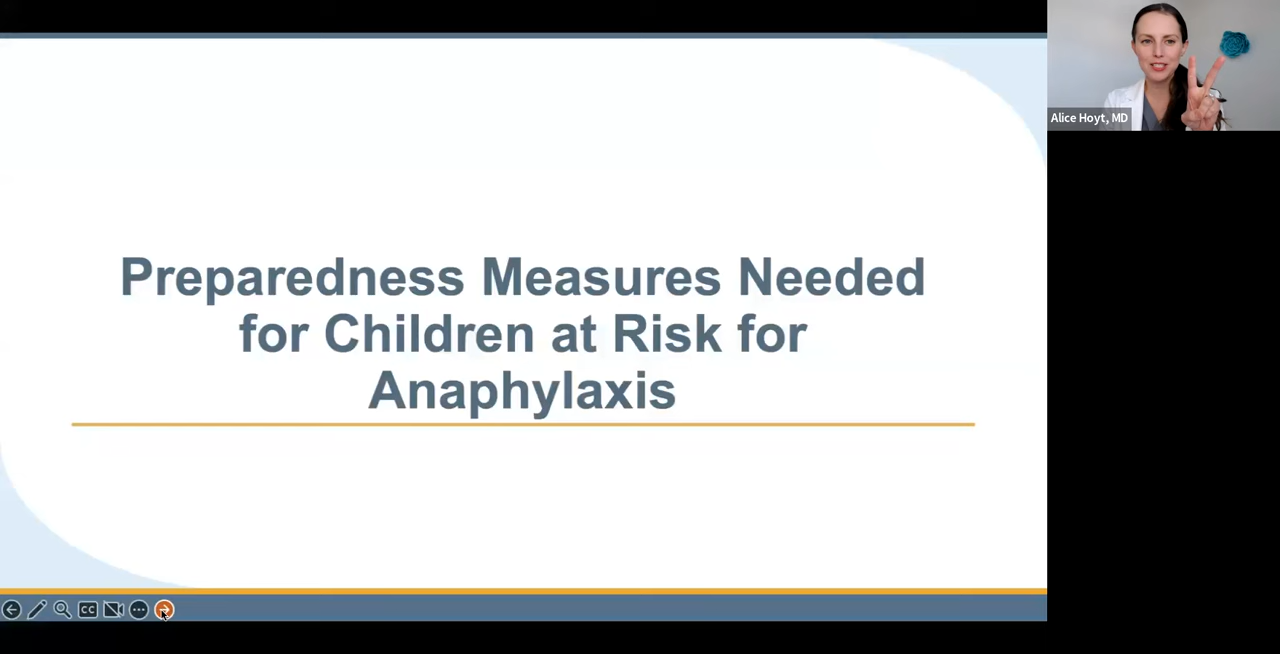 Alice Hoyt, MD
Preparedness Measures Needed
for Children at Risk for
Anaphylaxis
CC